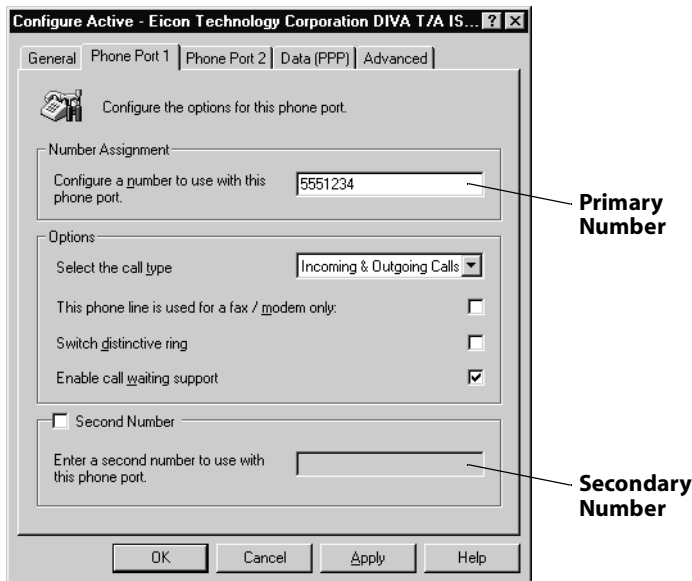 Configure Active - Eicon Technology Corporation DIVA T/A IS...
General Phone Port 1 Phone Port 2 Data (PPP) Advanced
Configure the options for this phone port.
Number Assignment
Configure a number to use with this
phone port.
5551234
Primary
Number
Options
Select the call type
Incoming & Outgoing Calls
This phone line is used for a fax / modem only:
Switch distinctive ring
Enable call waiting support
Second Number
Enter a second number to use with
this phone port.
Secondary
Number
OK Cancel Apply Help